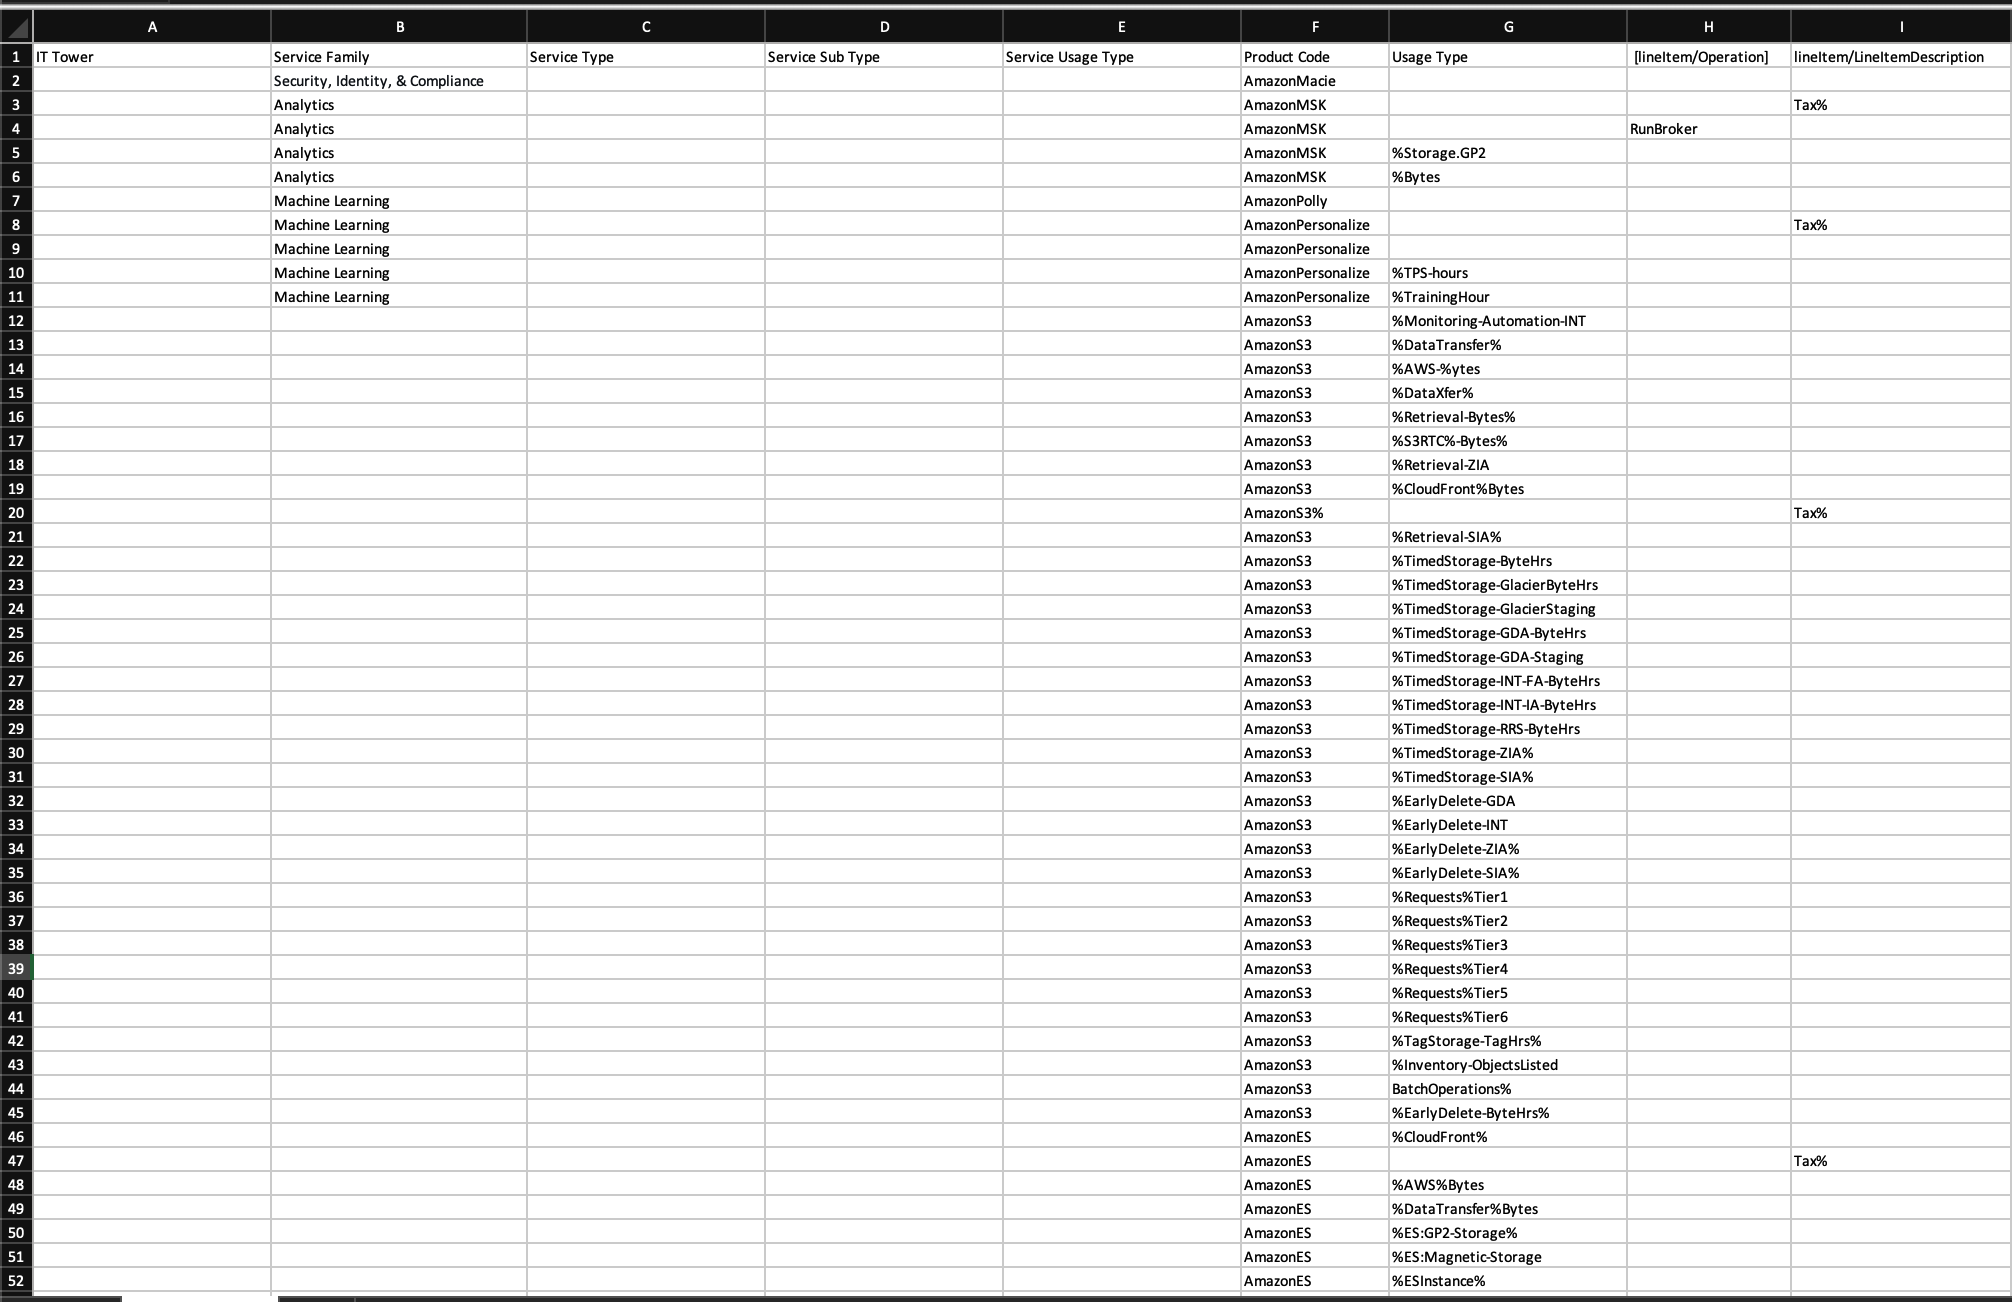 A B C D E F G H I
1 IT Tower Service Family Service Type Service Sub Type Service Usage Type Product Code Usage Type [lineItem/Operation] lineItem/LineItemDescription
2 Security, Identity, & Compliance AmazonMacie
3 Analytics AmazonMSK Tax%
4 Analytics AmazonMSK RunBroker
5 Analytics AmazonMSK %Storage.GP2
6 Analytics AmazonMSK %Bytes
7 Machine Learning AmazonPolly
8 Machine Learning AmazonPersonalize Tax%
9 Machine Learning AmazonPersonalize
10 Machine Learning AmazonPersonalize %TPS-hours
11 Machine Learning AmazonPersonalize %TrainingHour
12 AmazonS3 %Monitoring-Automation-INT
13 AmazonS3 %DataTransfer%
14 AmazonS3 %AWS-%ytes
15 AmazonS3 %DataXfer%
16 AmazonS3 %Retrieval-Bytes%
17 AmazonS3 %S3RTC%-Bytes%
18 AmazonS3 %Retrieval-ZIA
19 AmazonS3 %CloudFront%Bytes
20 AmazonS3% Tax%
21 AmazonS3 %Retrieval-SIA%
22 AmazonS3 %TimedStorage-ByteHrs
23 AmazonS3 %TimedStorage-GlacierByteHrs
24 AmazonS3 %TimedStorage-GlacierStaging
25 AmazonS3 %TimedStorage-GDA-ByteHrs
26 AmazonS3 %TimedStorage-GDA-Staging
27 AmazonS3 %TimedStorage-INT-FA-ByteHrs
28 AmazonS3 %TimedStorage-INT-IA-ByteHrs
29 AmazonS3 %TimedStorage-RRS-ByteHrs
30 AmazonS3 %TimedStorage-ZIA%
31 AmazonS3 %TimedStorage-SIA%
32 AmazonS3 %EarlyDelete-GDA
33 AmazonS3 %EarlyDelete-INT
34 AmazonS3 %EarlyDelete-ZIA%
35 AmazonS3 %EarlyDelete-SIA%
36 AmazonS3 %Requests%Tier1
37 AmazonS3 %Requests%Tier2
38 AmazonS3 %Requests%Tier3
39 AmazonS3 %Requests%Tier4
40 AmazonS3 %Requests%Tier5
41 AmazonS3 %Requests%Tier6
42 AmazonS3 %TagStorage-TagHrs%
43 AmazonS3 %Inventory-ObjectsListed
44 AmazonS3 BatchOperations%
45 AmazonS3 %EarlyDelete-ByteHrs%
46 AmazonES %CloudFront%
47 AmazonES Tax%
48 AmazonES %AWS%Bytes
49 AmazonES %DataTransfer%Bytes
50 AmazonES %ES:GP2-Storage%
51 AmazonES %ES:Magnetic-Storage
52 AmazonES %ESInstance%